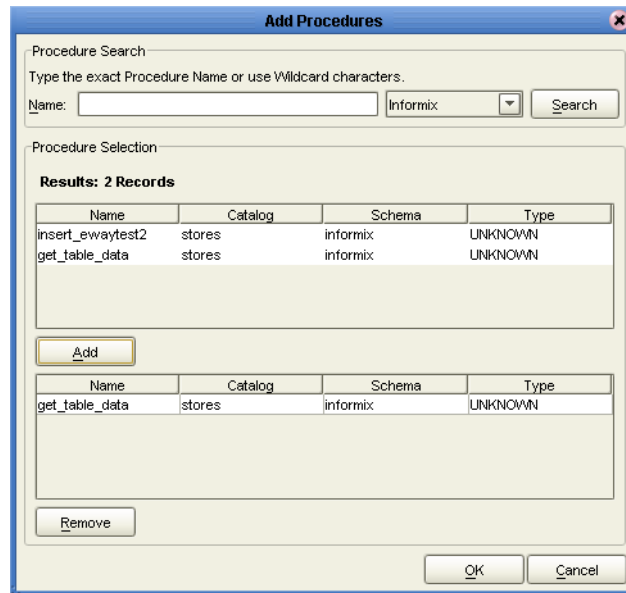 Add Procedures
Procedure Search
Type the exact Procedure Name or use Wildcard characters.
Name: Informix Search
Procedure Selection
Results: 2 Records
Name Catalog Schema Type
insert_ewaytest2 stores informix UNKNOWN
get_table_data stores informix UNKNOWN
Add
Name Catalog Schema Type
get_table_data stores informix UNKNOWN
Remove
OK Cancel